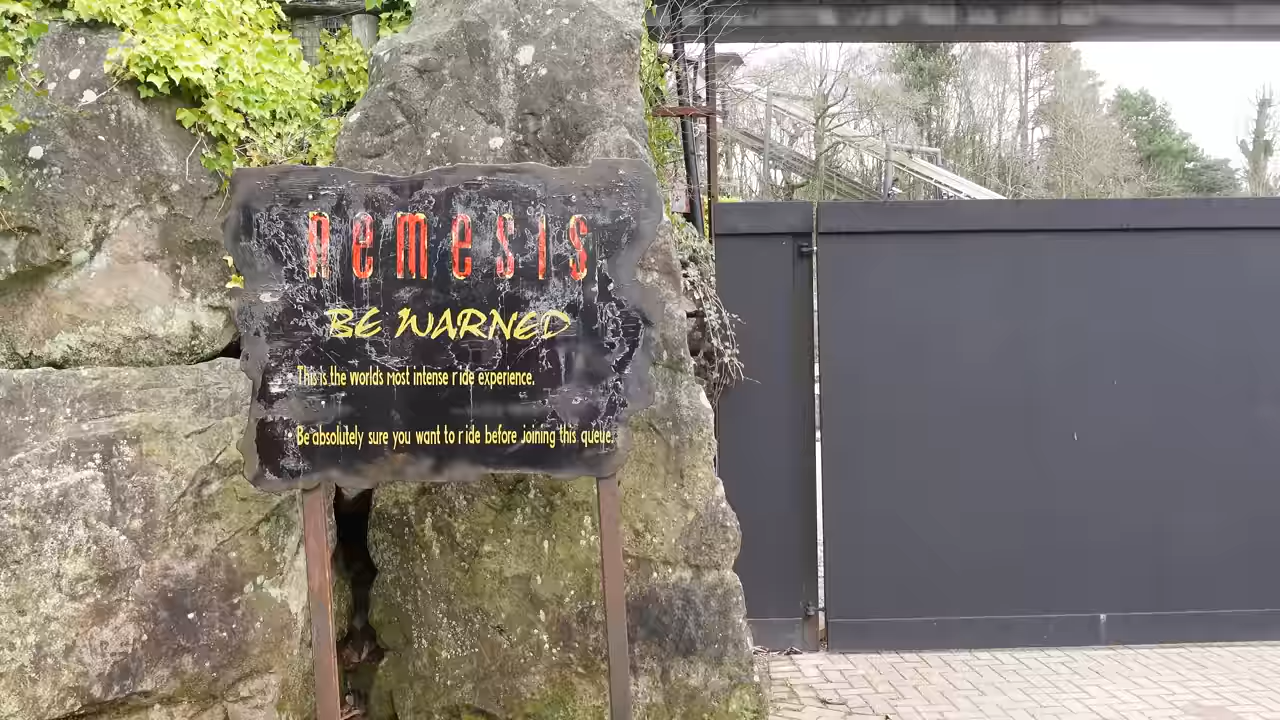 nemesis
BE WARNED
This is the worlds most intense ride experience.
Be absolutely sure you want to ride before joining this queue.